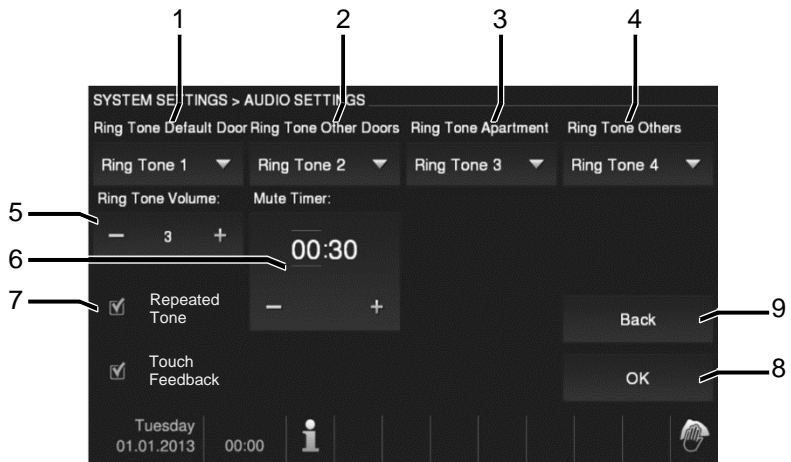 1 2 3 4
SYSTEM SETTINGS > AUDIO SETTINGS
Ring Tone Default Door Ring Tone Other Doors Ring Tone Apartment Ring Tone Others
Ring Tone 1 Ring Tone 2 Ring Tone 3 Ring Tone 4
Ring Tone Volume: Mute Timer:
5
− 3 +
00:30
6
7
Repeated
Tone
− +
9
Back
Touch
Feedback
8
OK
Tuesday
01.01.2013 00:00 i